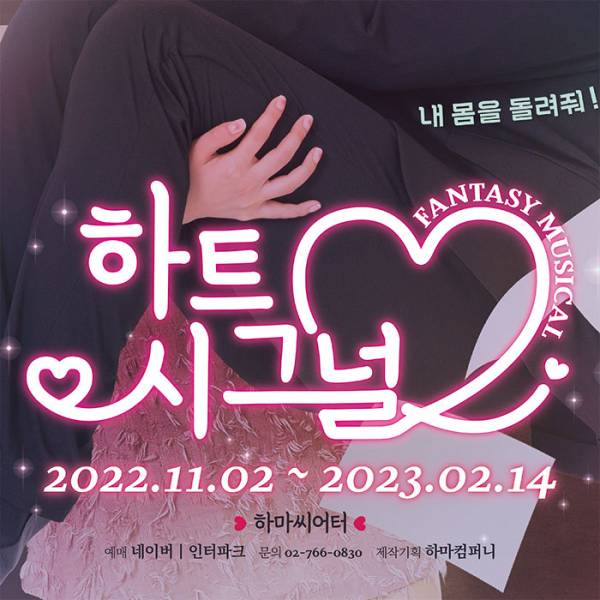 내 몸을 돌려줘!
FANTASY MUSICAL
하트
시그널
2022.11.02 ~ 2023.02.14
하마씨어터
예매 네이버 | 인터파크 문의 02-766-0830 제작기획 하마컴퍼니